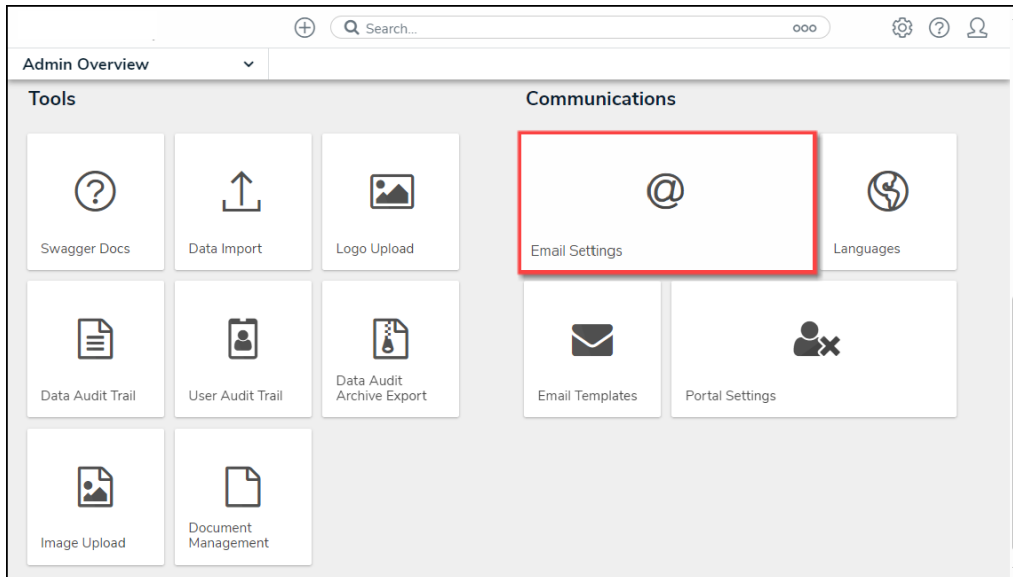 Search...
Admin Overview
Tools
Communications
Swagger Docs
Data Import
Logo Upload
Email Settings
Languages
Data Audit Trail
User Audit Trail
Data Audit
Archive Export
Email Templates
Portal Settings
Image Upload
Document
Management